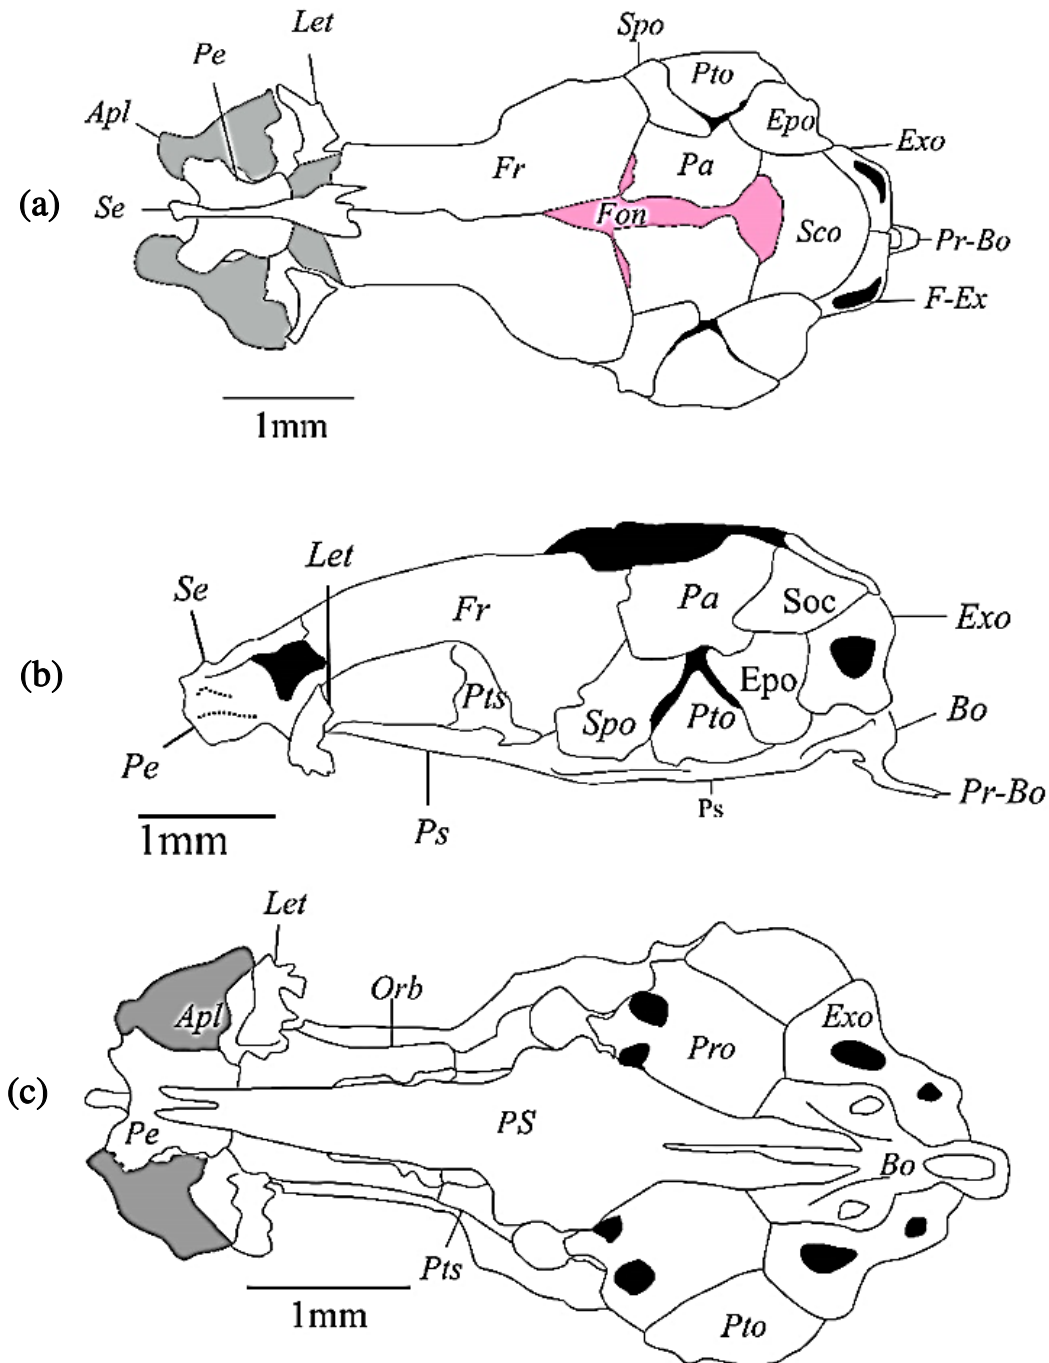 Let
Spo
Pe
Pto
Apl
Epo
Exo
Fr
Pa
(a)
Se
Fon
Sco
Pr-Bo
F-Ex
1mm
Let
Se
Fr
Pa
Soc
Exo
(b)
Pts
Epo
Spo
Pto
Bo
Pe
Pr-Bo
Ps
Ps
1mm
Let
Orb
Apl
Exo
Pro
(c)
PS
Pe
Bo
Pts
1mm
Pto